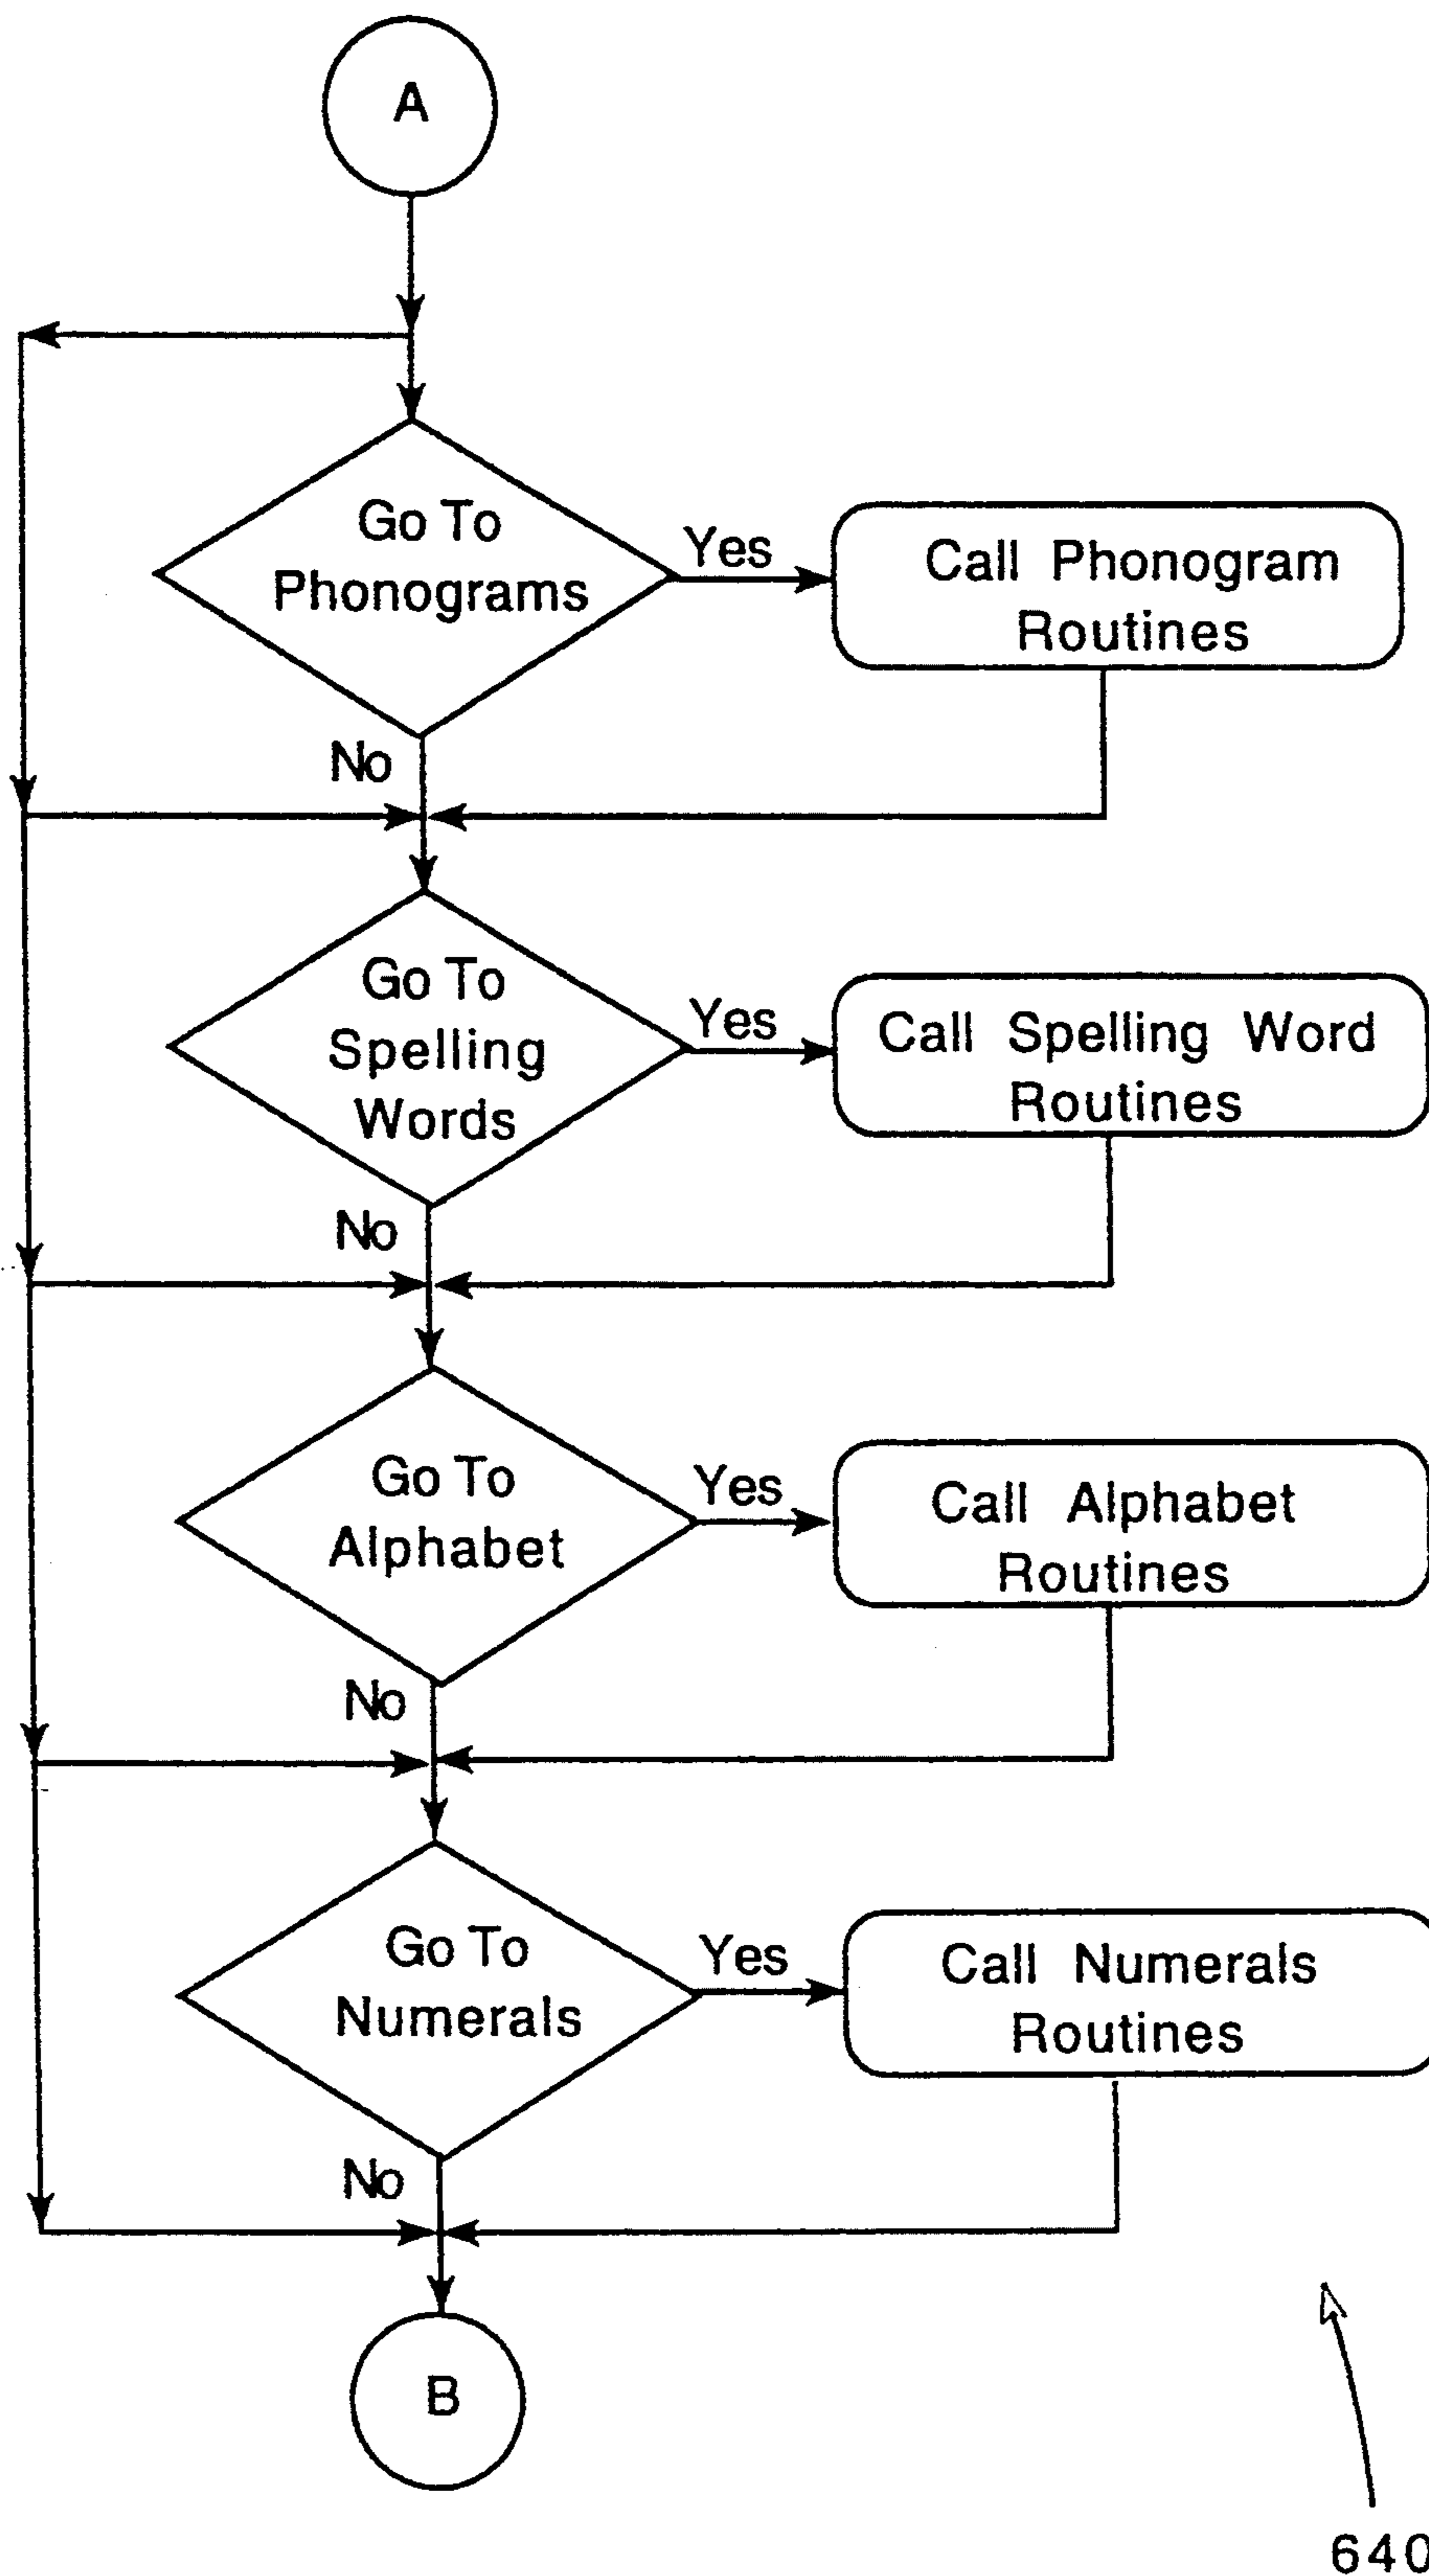 A
Go To
Phonograms
Yes
Call Phonogram
Routines
No
Go To
Spelling
Words
Yes
Call Spelling Word
Routines
No
Go To
Alphabet
Yes
Call Alphabet
Routines
No
Go To
Numerals
Yes
Call Numerals
Routines
No
B
640